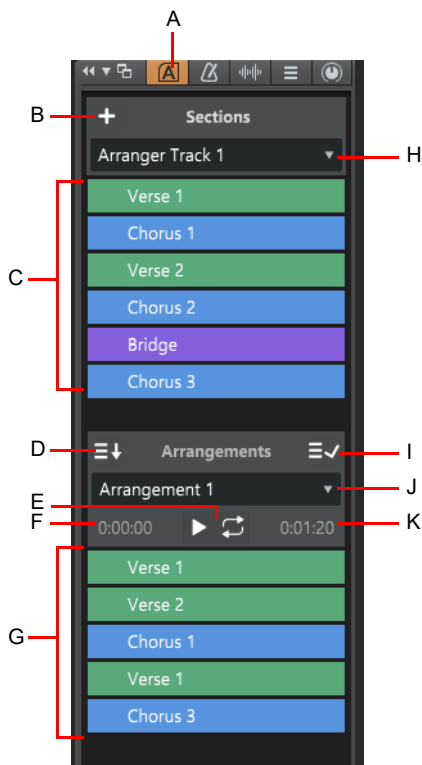 A
A
B
Sections
Arranger Track 1
H
Verse 1
Chorus 1
C
Verse 2
Chorus 2
Bridge
Chorus 3
D
Arrangements
I
Arrangement 1
J
E
F
0:00:00
0:01:20
K
Verse 1
Verse 2
G
Chorus 1
Verse 1
Chorus 3